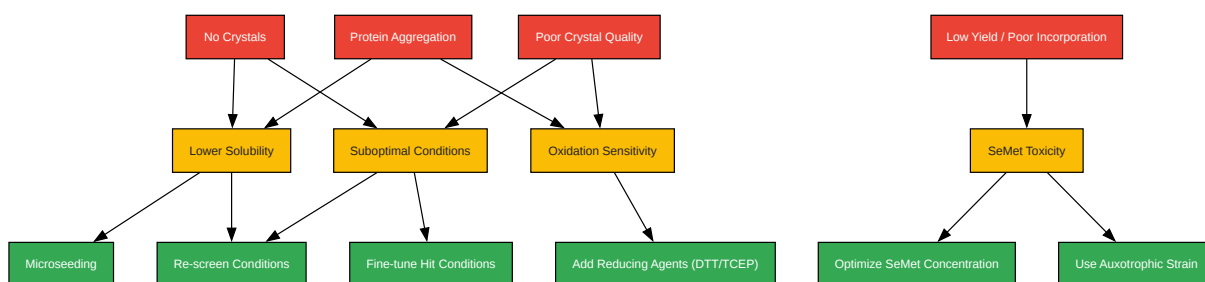 No Crystals
Protein Aggregation
Poor Crystal Quality
Low Yield / Poor Incorporation
Lower Solubility
Suboptimal Conditions
Oxidation Sensitivity
SeMet Toxicity
Microseeding
Re-screen Conditions
Fine-tune Hit Conditions
Add Reducing Agents (DTT/TCEP)
Optimize SeMet Concentration
Use Auxotrophic Strain